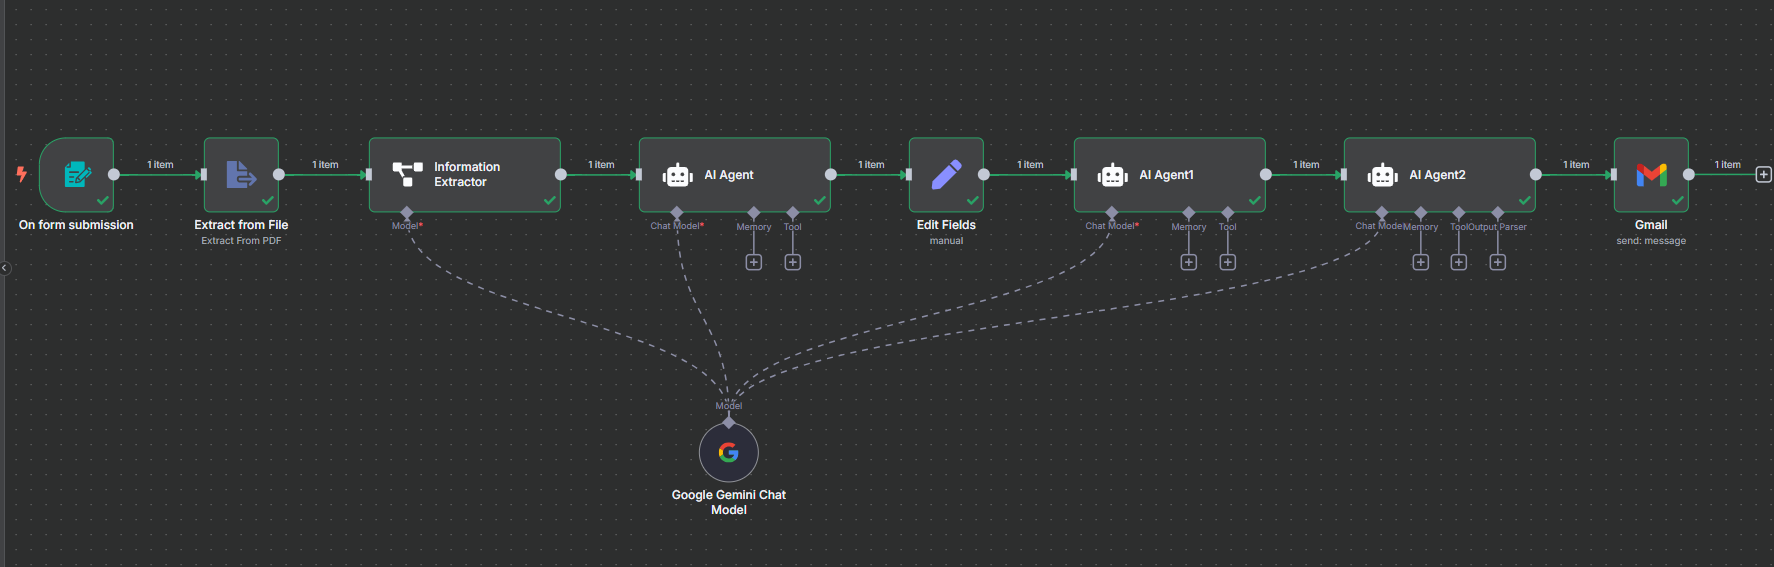 1 item
1 item
1 item
1 item
1 item
1 item
1 item
1 item
Information
Extractor
AI Agent
AI Agent1
AI Agent2
On form submission
Extract from File
Extract From PDF
Model*
Chat Model*
Memory
Tool
Edit Fields
manual
Chat Model*
Memory
Tool
Chat Model
Memory
Tool
Output Parser
Gmail
send: message
Model
Google Gemini Chat
Model